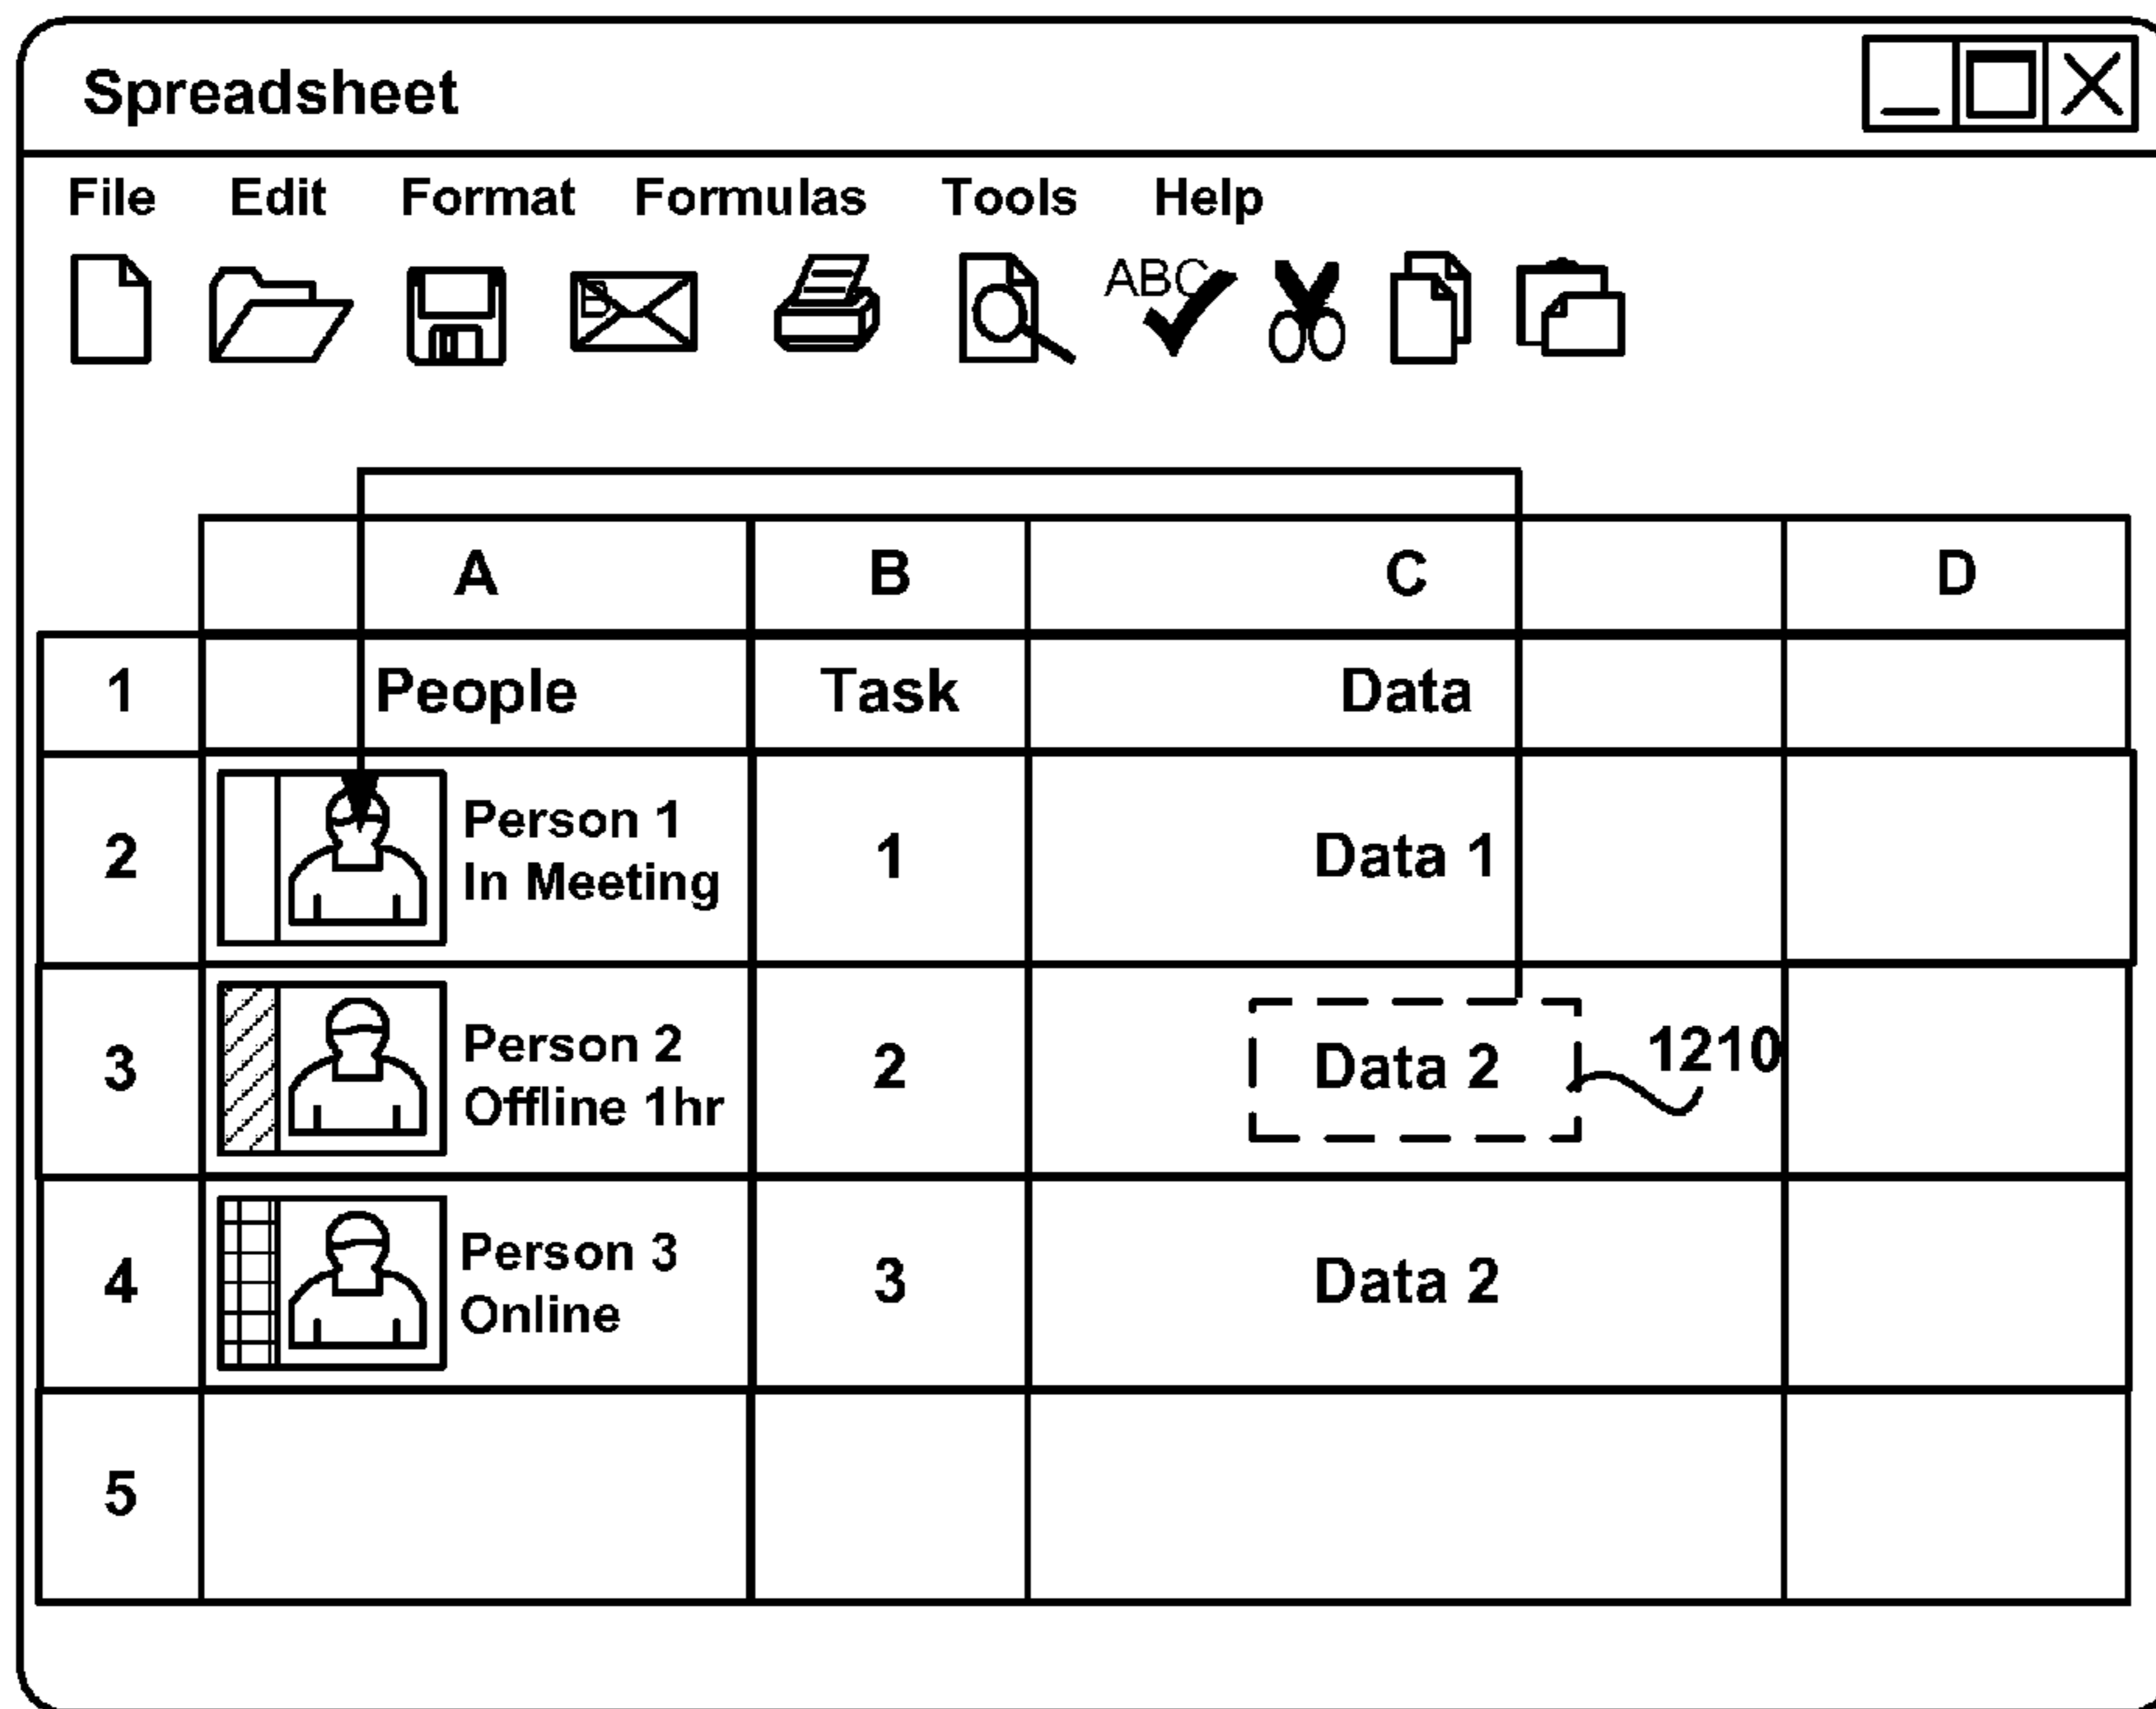 Spreadsheet
File Edit Format Formulas Tools Help
ABC
A B C D
1 People Task Data
2 Person 1 In Meeting 1 Data 1
3 Person 2 Offline 1hr 2 Data 2 1210
4 Person 3 Online 3 Data 2
5